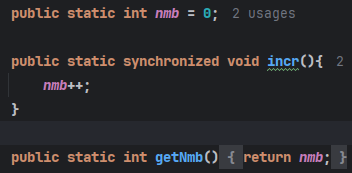 public static int nmb = 0; 2 usages
public static synchronized void incr(){ 2
nmb++;
}
public static int getNmb() { return nmb; }